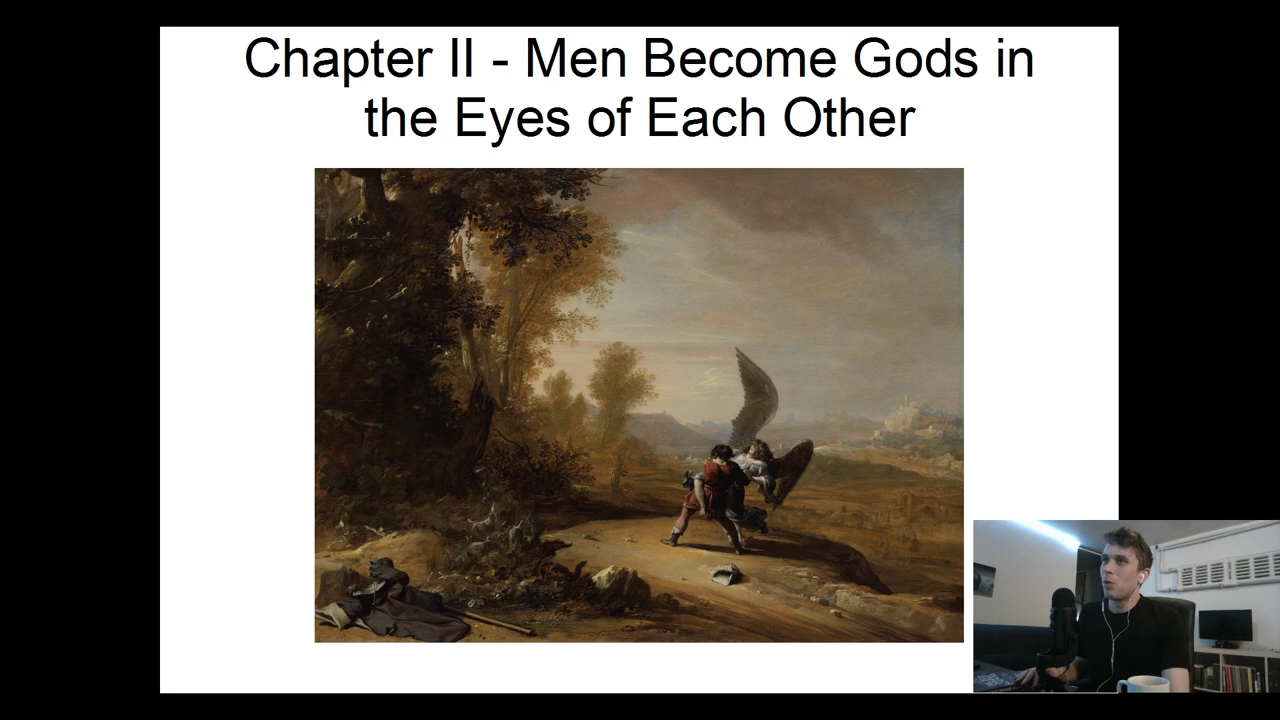 Chapter II - Men Become Gods in
the Eyes of Each Other